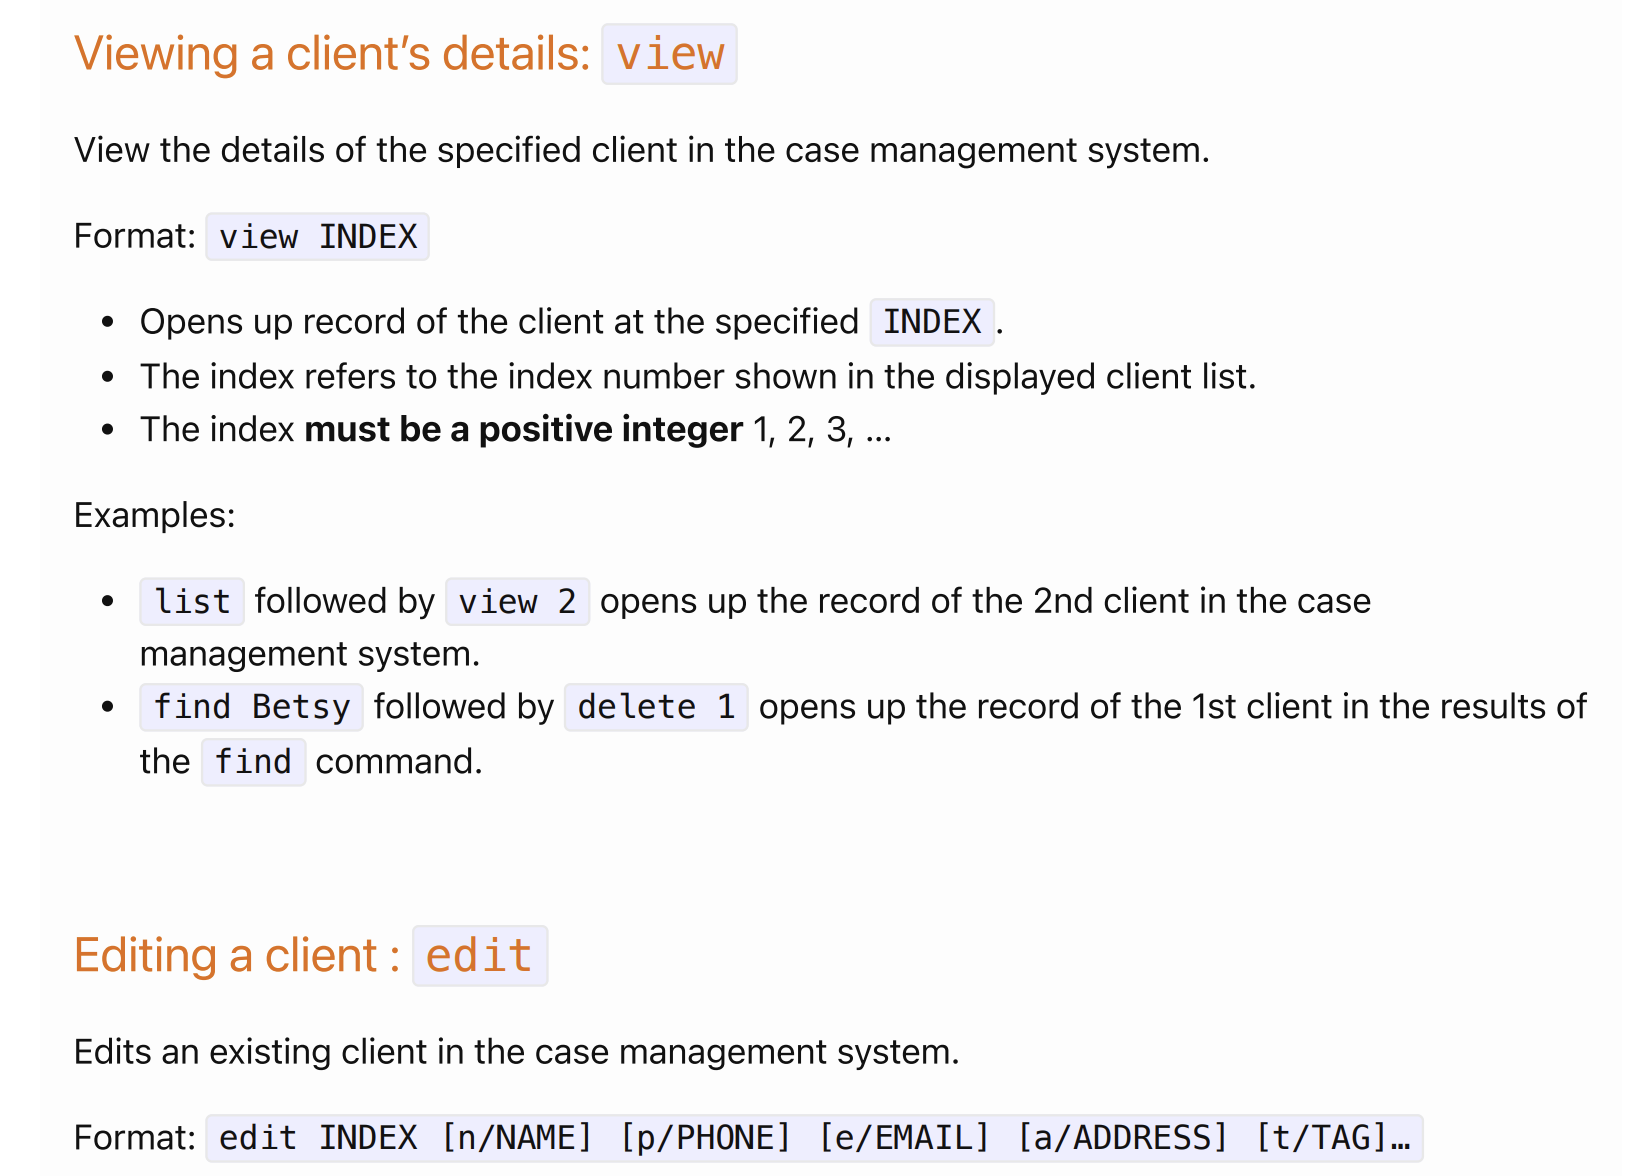 Viewing a client’s details: view
View the details of the specified client in the case management system.
Format: view INDEX
• Opens up record of the client at the specified INDEX.
• The index refers to the index number shown in the displayed client list.
• The index must be a positive integer 1, 2, 3, …
Examples:
• list followed by view 2 opens up the record of the 2nd client in the case
management system.
• find Betsy followed by delete 1 opens up the record of the 1st client in the results of
the find command.
Editing a client : edit
Edits an existing client in the case management system.
Format: edit INDEX [n/NAME] [p/PHONE] [e/EMAIL] [a/ADDRESS] [t/TAG]…